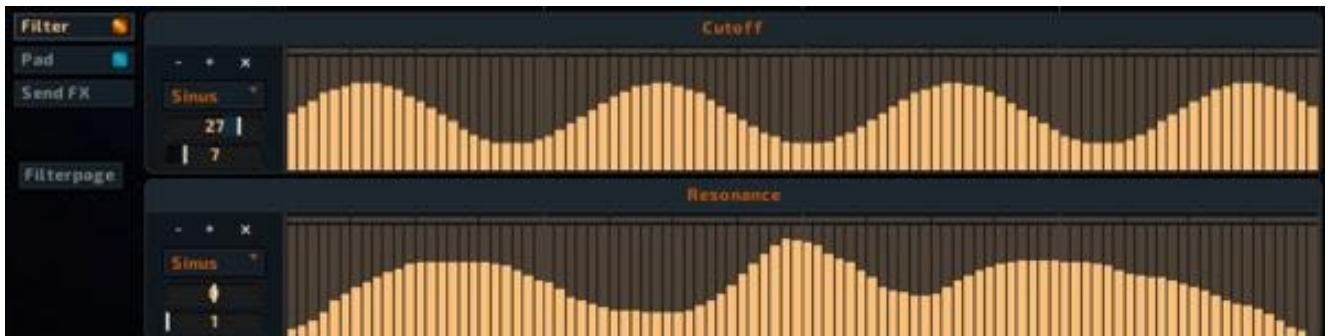 Filter
Pad
Send FX
Filterpage
Cutoff
- + x
Sinus
27
7
Resonance
- + x
Sinus
1